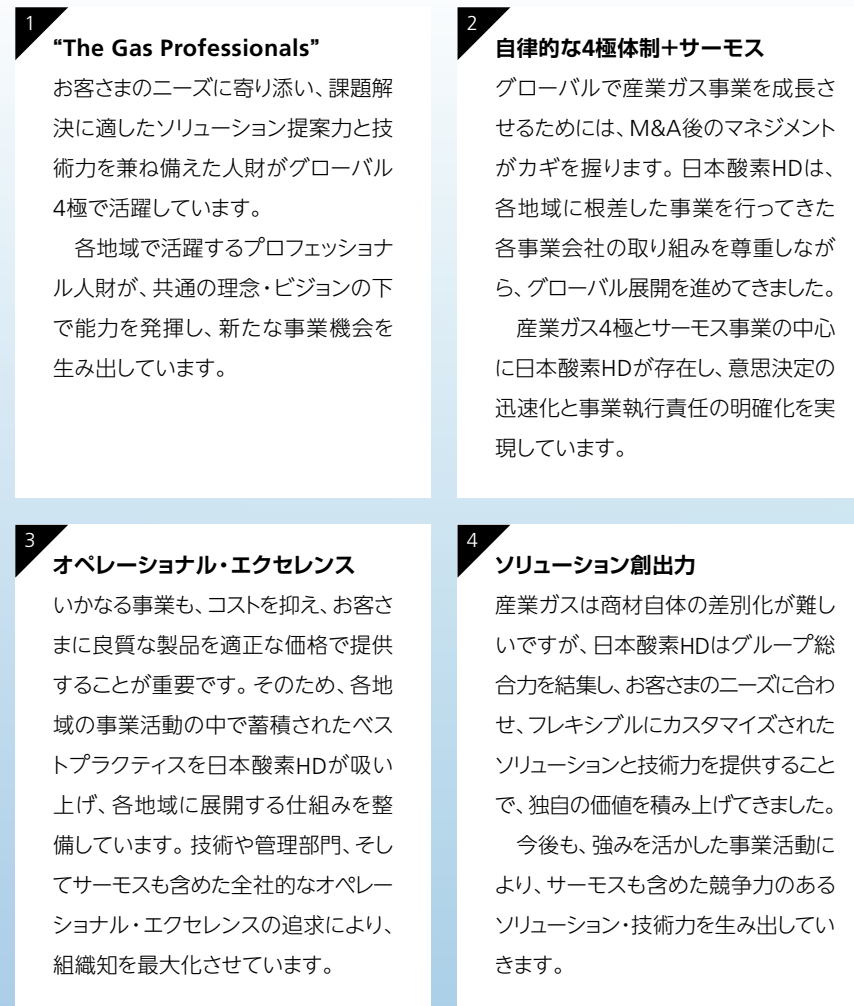 1
“The Gas Professionals”
お客さまのニーズに寄り添い、課題解
決に適したソリューション提案力と技
術力を兼ね備えた人財がグローバル
4極で活躍しています。
　各地域で活躍するプロフェッショナ
ル人財が、共通の理念・ビジョンの下
で能力を発揮し、新たな事業機会を
生み出しています。
2
自律的な4極体制＋サーモス
グローバルで産業ガス事業を成長さ
せるためには、M&A後のマネジメント
がカギを握ります。日本酸素HDは、
各地域に根差した事業を行ってきた
各事業会社の取り組みを尊重しなが
ら、グローバル展開を進めてきました。
　産業ガス4極とサーモス事業の中心
に日本酸素HDが存在し、意思決定の
迅速化と事業執行責任の明確化を実
現しています。
3
オペレーショナル・エクセレンス
いかなる事業も、コストを抑え、お客さ
まに良質な製品を適正な価格で提供
することが重要です。そのため、各地
域の事業活動の中で蓄積されたベス
トプラクティスを日本酸素HDが吸い
上げ、各地域に展開する仕組みを整
備しています。技術や管理部門、そし
てサーモスも含めた全社的なオペレー
ショナル・エクセレンスの追求により、
組織知を最大化させています。
4
ソリューション創出力
産業ガスは商材自体の差別化が難し
いですが、日本酸素HDはグループ総
合力を結集し、お客さまのニーズに合わ
せ、フレキシブルにカスタマイズされた
ソリューションと技術力を提供すること
で、独自の価値を積み上げてきました。
　今後も、強みを活かした事業活動に
より、サーモスも含めた競争力のある
ソリューション・技術力を生み出してい
きます。